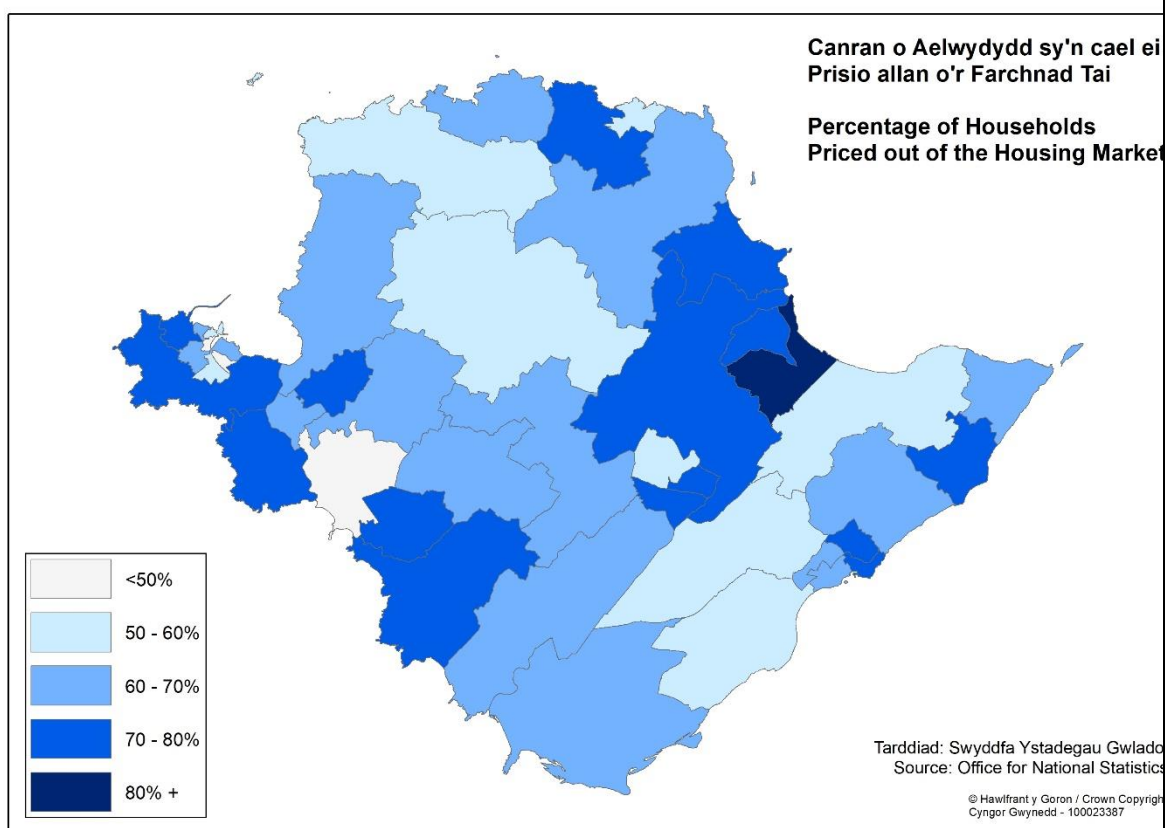 Canran o Aelwydydd sy'n cael ei
Prisio allan o'r Farchnad Tai
Percentage of Households
Priced out of the Housing Market
<50%
50 - 60%
60 - 70%
70 - 80%
80% +
Tarddiad: Swyddfa Ystadegau Gwlado
Source: Office for National Statistics
© Hawlfraint y Goron / Crown Copyrigh
Cyngor Gwynedd - 100023387